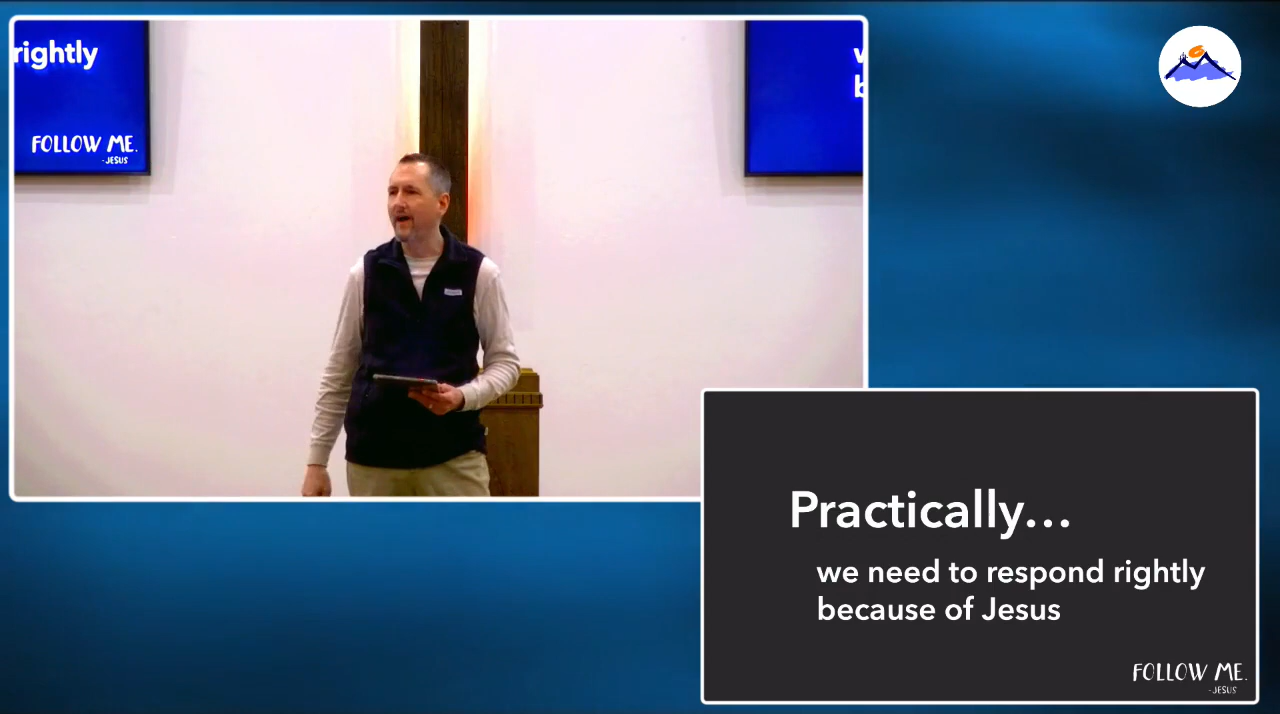 rightly
FOLLOW ME.
-JESUS
Practically...
we need to respond rightly
because of Jesus
FOLLOW ME.
-JESUS